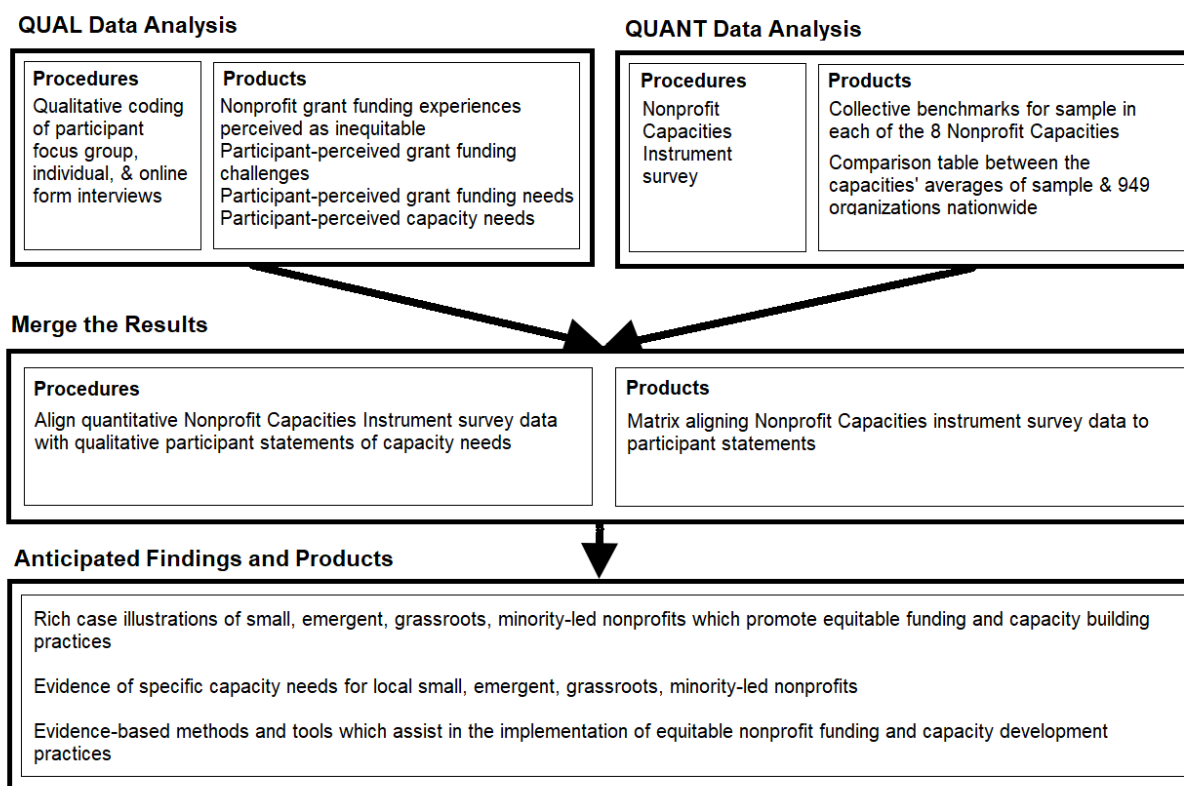 QUAL Data Analysis
Procedures
Qualitative coding
of participant
focus group,
individual, & online
form interviews
Products
Nonprofit grant funding experiences
perceived as inequitable
Participant-perceived grant funding
challenges
Participant-perceived grant funding needs
Participant-perceived capacity needs
QUANT Data Analysis
Procedures
Nonprofit
Capacities
Instrument
survey
Products
Collective benchmarks for sample in
each of the 8 Nonprofit Capacities
Comparison table between the
capacities' averages of sample & 949
organizations nationwide
Merge the Results
Procedures
Align quantitative Nonprofit Capacities Instrument survey data
with qualitative participant statements of capacity needs
Products
Matrix aligning Nonprofit Capacities instrument survey data to
participant statements
Anticipated Findings and Products
Rich case illustrations of small, emergent, grassroots, minority-led nonprofits which promote equitable funding and capacity building
practices
Evidence of specific capacity needs for local small, emergent, grassroots, minority-led nonprofits
Evidence-based methods and tools which assist in the implementation of equitable nonprofit funding and capacity development
practices